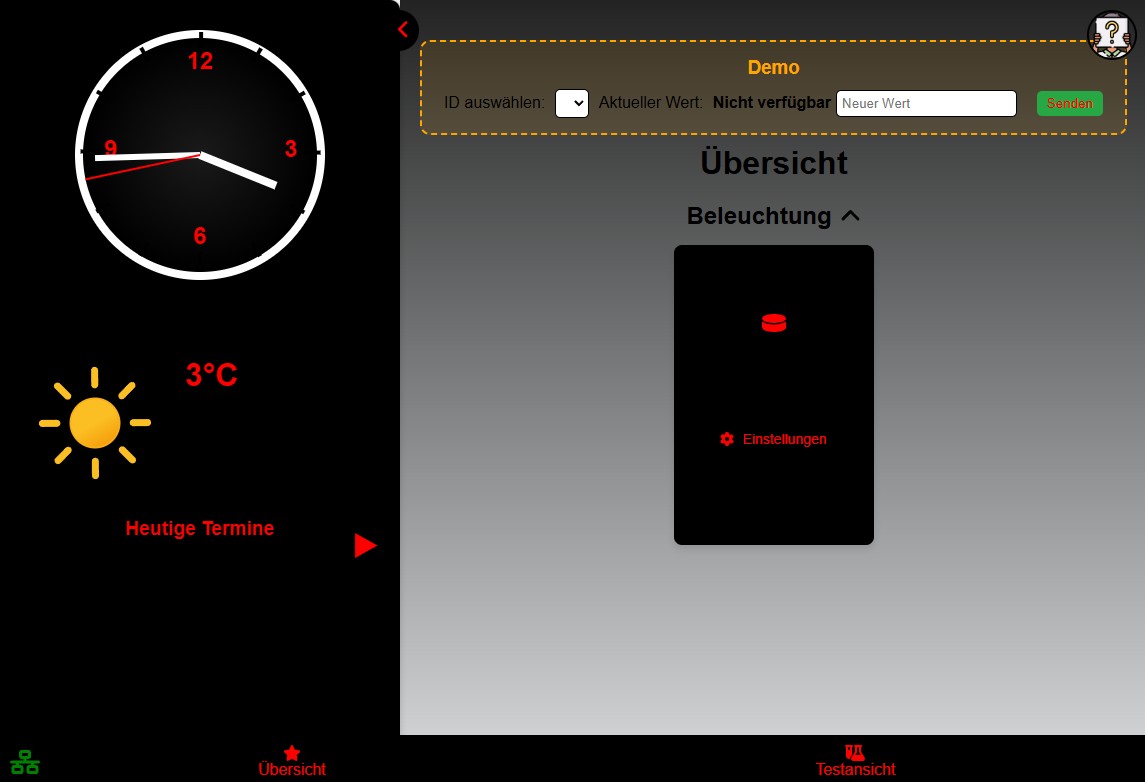 12
9
3
6
3°C
Heutige Termine
Demo
ID auswählen: Aktueller Wert: Nicht verfügbar Neuer Wert Senden
?
Übersicht
Beleuchtung
Einstellungen
Übersicht
Testansicht